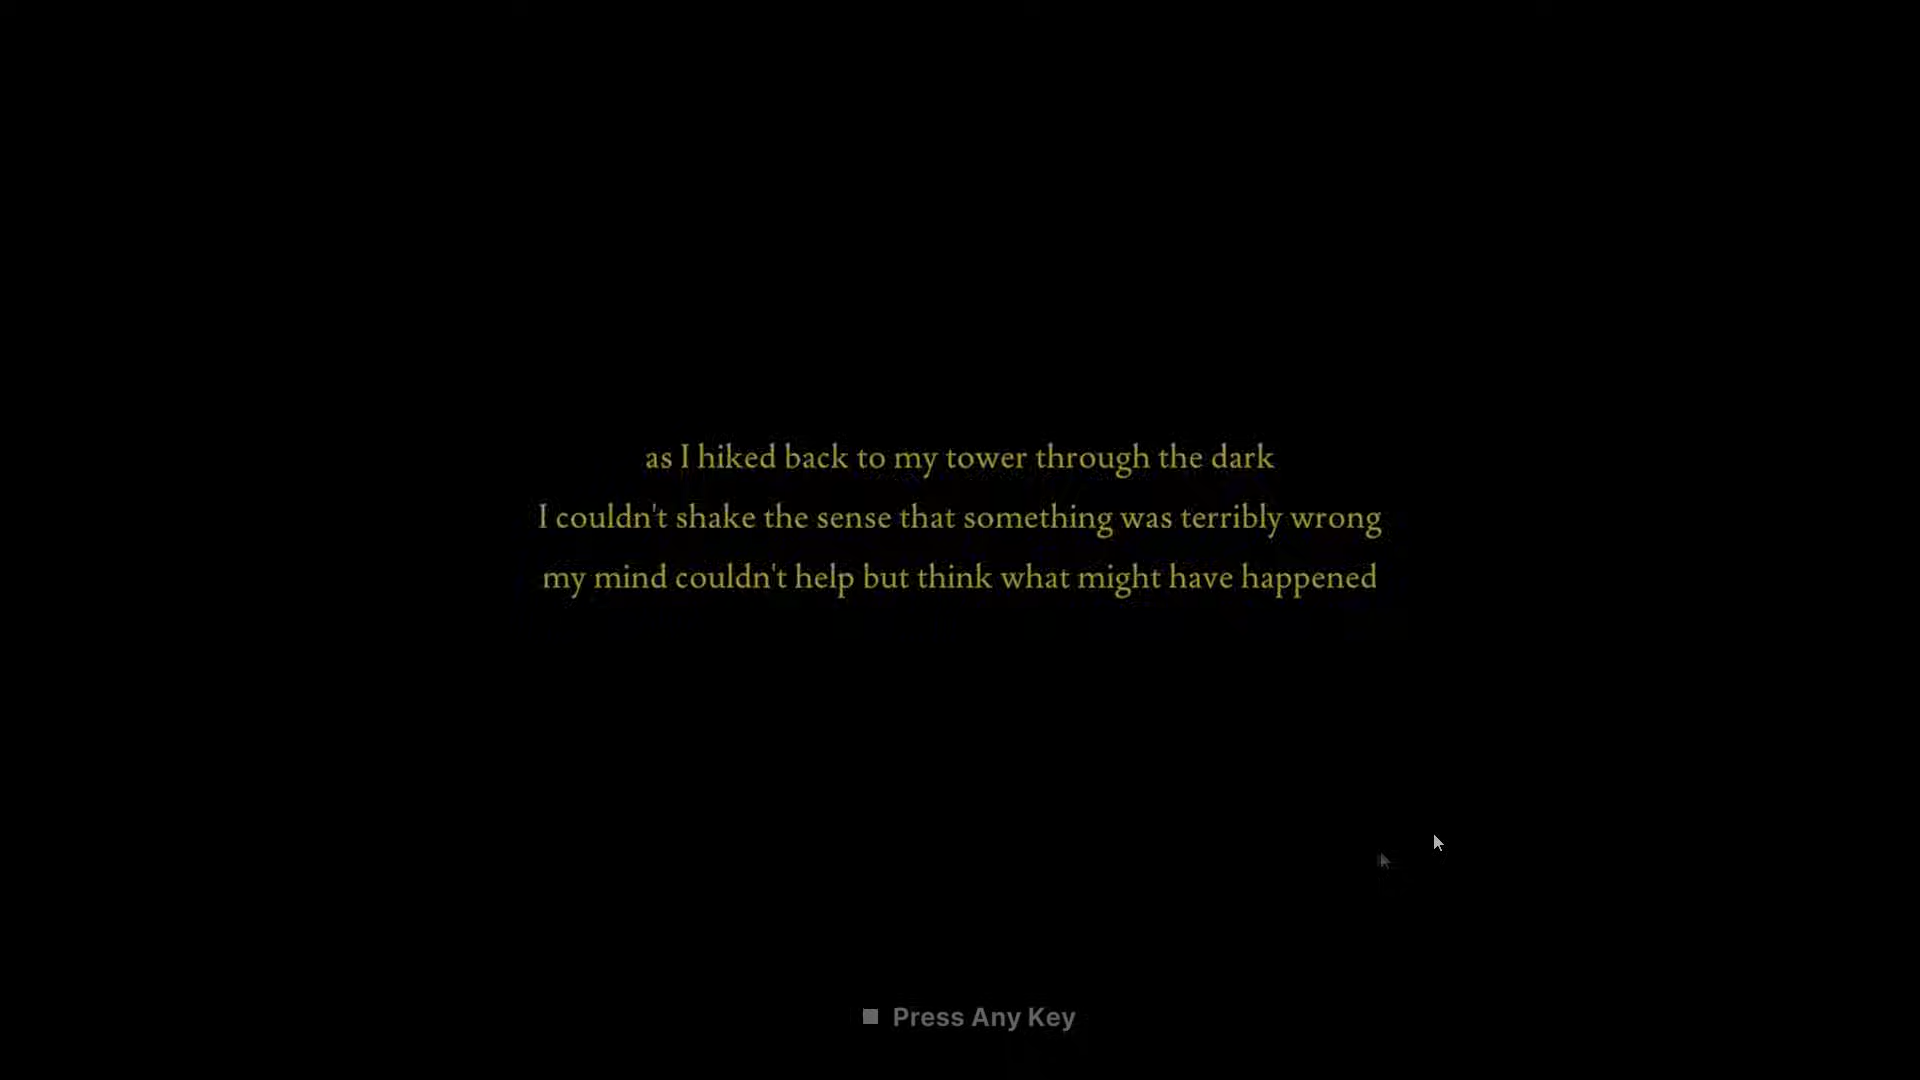 as I hiked back to my tower through the dark
I couldn't shake the sense that something was terribly wrong
my mind couldn't help but think what might have happened
Press Any Key